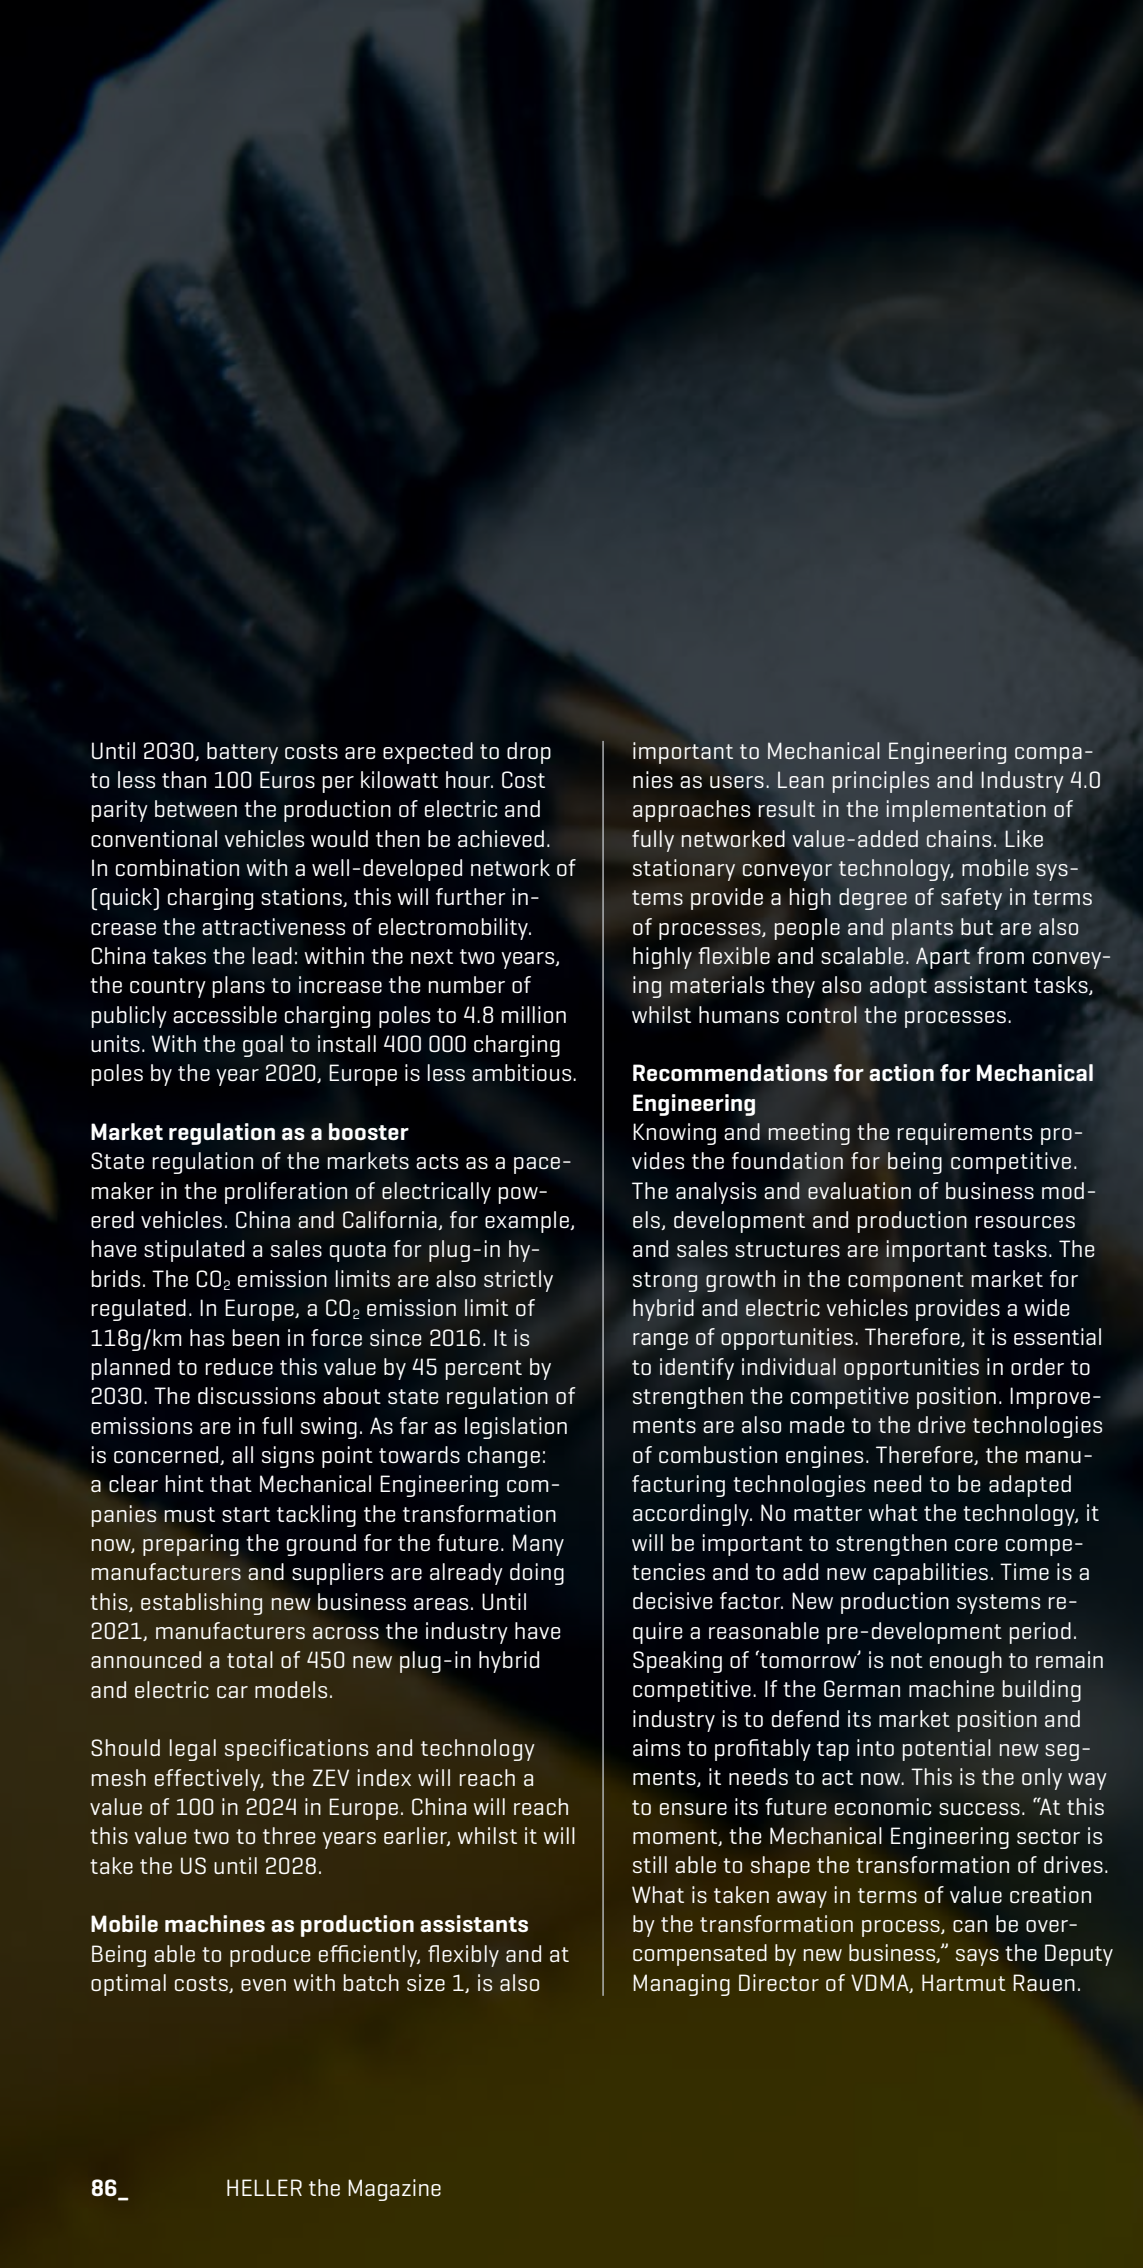 Until 2030, battery costs are expected to drop
to less than 100 Euros per kilowatt hour. Cost
parity between the production of electric and
conventional vehicles would then be achieved.
In combination with a well-developed network of
(quick) charging stations, this will further in-
crease the attractiveness of electromobility.
China takes the lead: within the next two years,
the country plans to increase the number of
publicly accessible charging poles to 4.8 million
units. With the goal to install 400 000 charging
poles by the year 2020, Europe is less ambitious.
Market regulation as a booster
State regulation of the markets acts as a pace-
maker in the proliferation of electrically pow-
ered vehicles. China and California, for example,
have stipulated a sales quota for plug-in hy-
brids. The CO₂ emission limits are also strictly
regulated. In Europe, a CO₂ emission limit of
118g/km has been in force since 2016. It is
planned to reduce this value by 45 percent by
2030. The discussions about state regulation of
emissions are in full swing. As far as legislation
is concerned, all signs point towards change:
a clear hint that Mechanical Engineering com-
panies must start tackling the transformation
now, preparing the ground for the future. Many
manufacturers and suppliers are already doing
this, establishing new business areas. Until
2021, manufacturers across the industry have
announced a total of 450 new plug-in hybrid
and electric car models.
Should legal specifications and technology
mesh effectively, the ZEV index will reach a
value of 100 in 2024 in Europe. China will reach
this value two to three years earlier, whilst it will
take the US until 2028.
Mobile machines as production assistants
Being able to produce efficiently, flexibly and at
optimal costs, even with batch size 1, is also
important to Mechanical Engineering compa-
nies as users. Lean principles and Industry 4.0
approaches result in the implementation of
fully networked value-added chains. Like
stationary conveyor technology, mobile sys-
tems provide a high degree of safety in terms
of processes, people and plants but are also
highly flexible and scalable. Apart from convey-
ing materials they also adopt assistant tasks,
whilst humans control the processes.
Recommendations for action for Mechanical
Engineering
Knowing and meeting the requirements pro-
vides the foundation for being competitive.
The analysis and evaluation of business mod-
els, development and production resources
and sales structures are important tasks. The
strong growth in the component market for
hybrid and electric vehicles provides a wide
range of opportunities. Therefore, it is essential
to identify individual opportunities in order to
strengthen the competitive position. Improve-
ments are also made to the drive technologies
of combustion engines. Therefore, the manu-
facturing technologies need to be adapted
accordingly. No matter what the technology, it
will be important to strengthen core compe-
tencies and to add new capabilities. Time is a
decisive factor. New production systems re-
quire a reasonable pre-development period.
Speaking of ‘tomorrow’ is not enough to remain
competitive. If the German machine building
industry is to defend its market position and
aims to profitably tap into potential new seg-
ments, it needs to act now. This is the only way
to ensure its future economic success. “At this
moment, the Mechanical Engineering sector is
still able to shape the transformation of drives.
What is taken away in terms of value creation
by the transformation process, can be over-
compensated by new business,” says the Deputy
Managing Director of VDMA, Hartmut Rauen.
86_ HELLER the Magazine